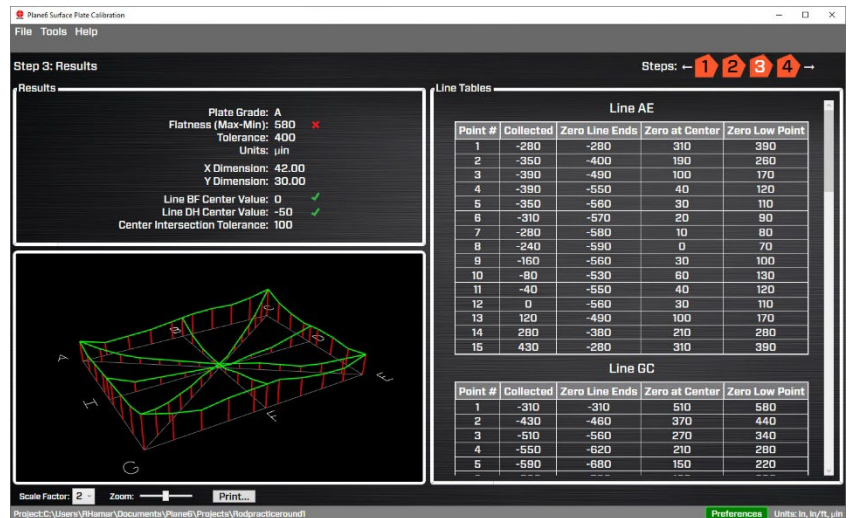 Plane6 Surface Plate Calibration
File Tools Help
Step 3: Results
Steps: ← 1 2 3 4 →
Results
Plate Grade: A
Flatness (Max-Min): 580
Tolerance: 400
Units: µin
X Dimension: 42.00
Y Dimension: 30.00
Line BF Center Value: 0
Line DH Center Value: -50
Center Intersection Tolerance: 100
A
B
C
D
E
F
G
H
Scale Factor: 2
Zoom:
Print...
Line Tables
Line AE
Point # Collected Zero Line Ends Zero at Center Zero Low Point
1 -280 -280 310 390
2 -350 -400 190 260
3 -390 -490 100 170
4 -390 -550 40 120
5 -350 -560 30 110
6 -310 -570 20 90
7 -280 -580 10 80
8 -240 -590 0 70
9 -160 -560 30 100
10 -80 -530 60 130
11 -40 -550 40 120
12 0 -560 30 110
13 120 -490 100 170
14 280 -380 210 280
15 430 -280 310 390
Line GC
Point # Collected Zero Line Ends Zero at Center Zero Low Point
1 -310 -310 510 580
2 -430 -460 370 440
3 -510 -560 270 340
4 -550 -620 210 280
5 -590 -680 150 220
Project:C:\Users\RHamar\Documents\Plane6\Projects\Rodpracticeround1
Preferences Units: in, in/ft, µin